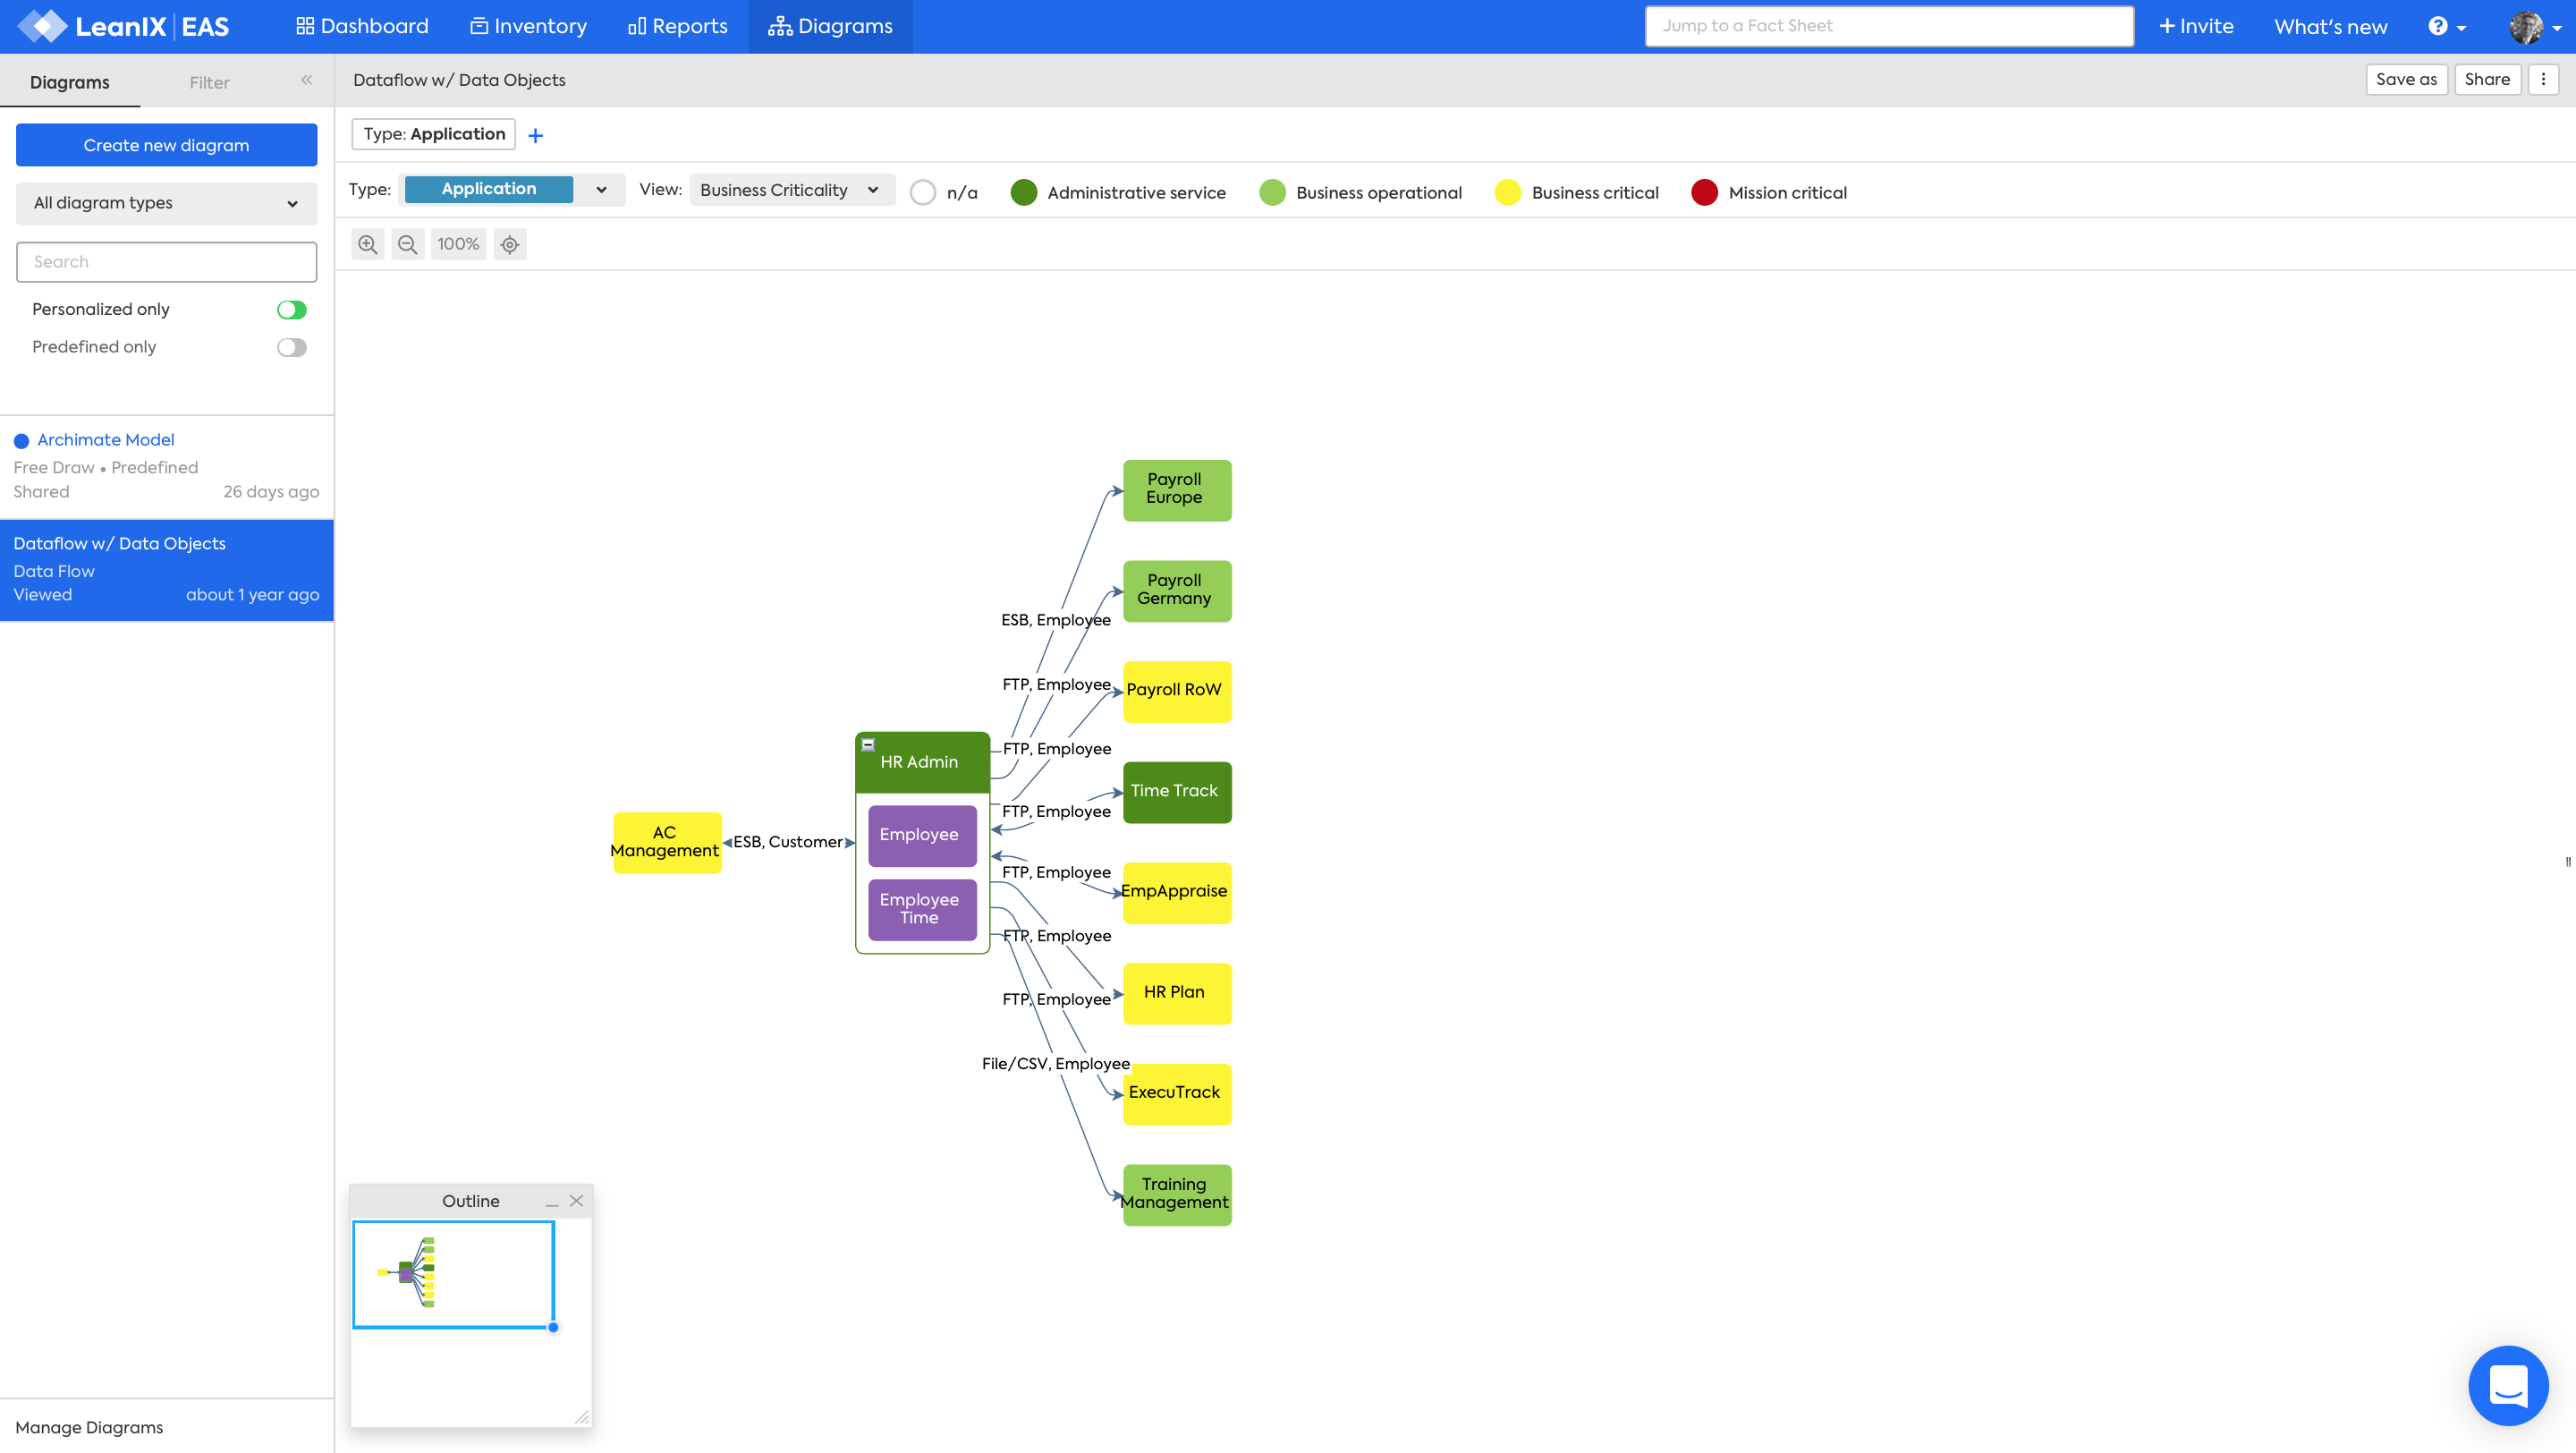 LeanIX | EAS
Dashboard
Inventory
Reports
Diagrams
Jump to a Fact Sheet
+ Invite
What's new
?
Diagrams
Filter
«
Dataflow w/ Data Objects
Save as
Share
Create new diagram
All diagram types
Search
Personalized only
Predefined only
Archimate Model
Free Draw • Predefined
Shared
26 days ago
Dataflow w/ Data Objects
Data Flow
Viewed
about 1 year ago
Manage Diagrams
Type: Application +
Type:
Application
View:
Business Criticality
n/a
Administrative service
Business operational
Business critical
Mission critical
100%
Payroll
Europe
Payroll
Germany
ESB, Employee
FTP, Employee
Payroll RoW
FTP, Employee
HR Admin
Time Track
FTP, Employee
AC
Management
ESB, Customer
Employee
FTP, Employee
EmpAppraise
Employee
Time
FTP, Employee
HR Plan
FTP, Employee
File/CSV, Employee
ExecuTrack
Training
Management
Outline